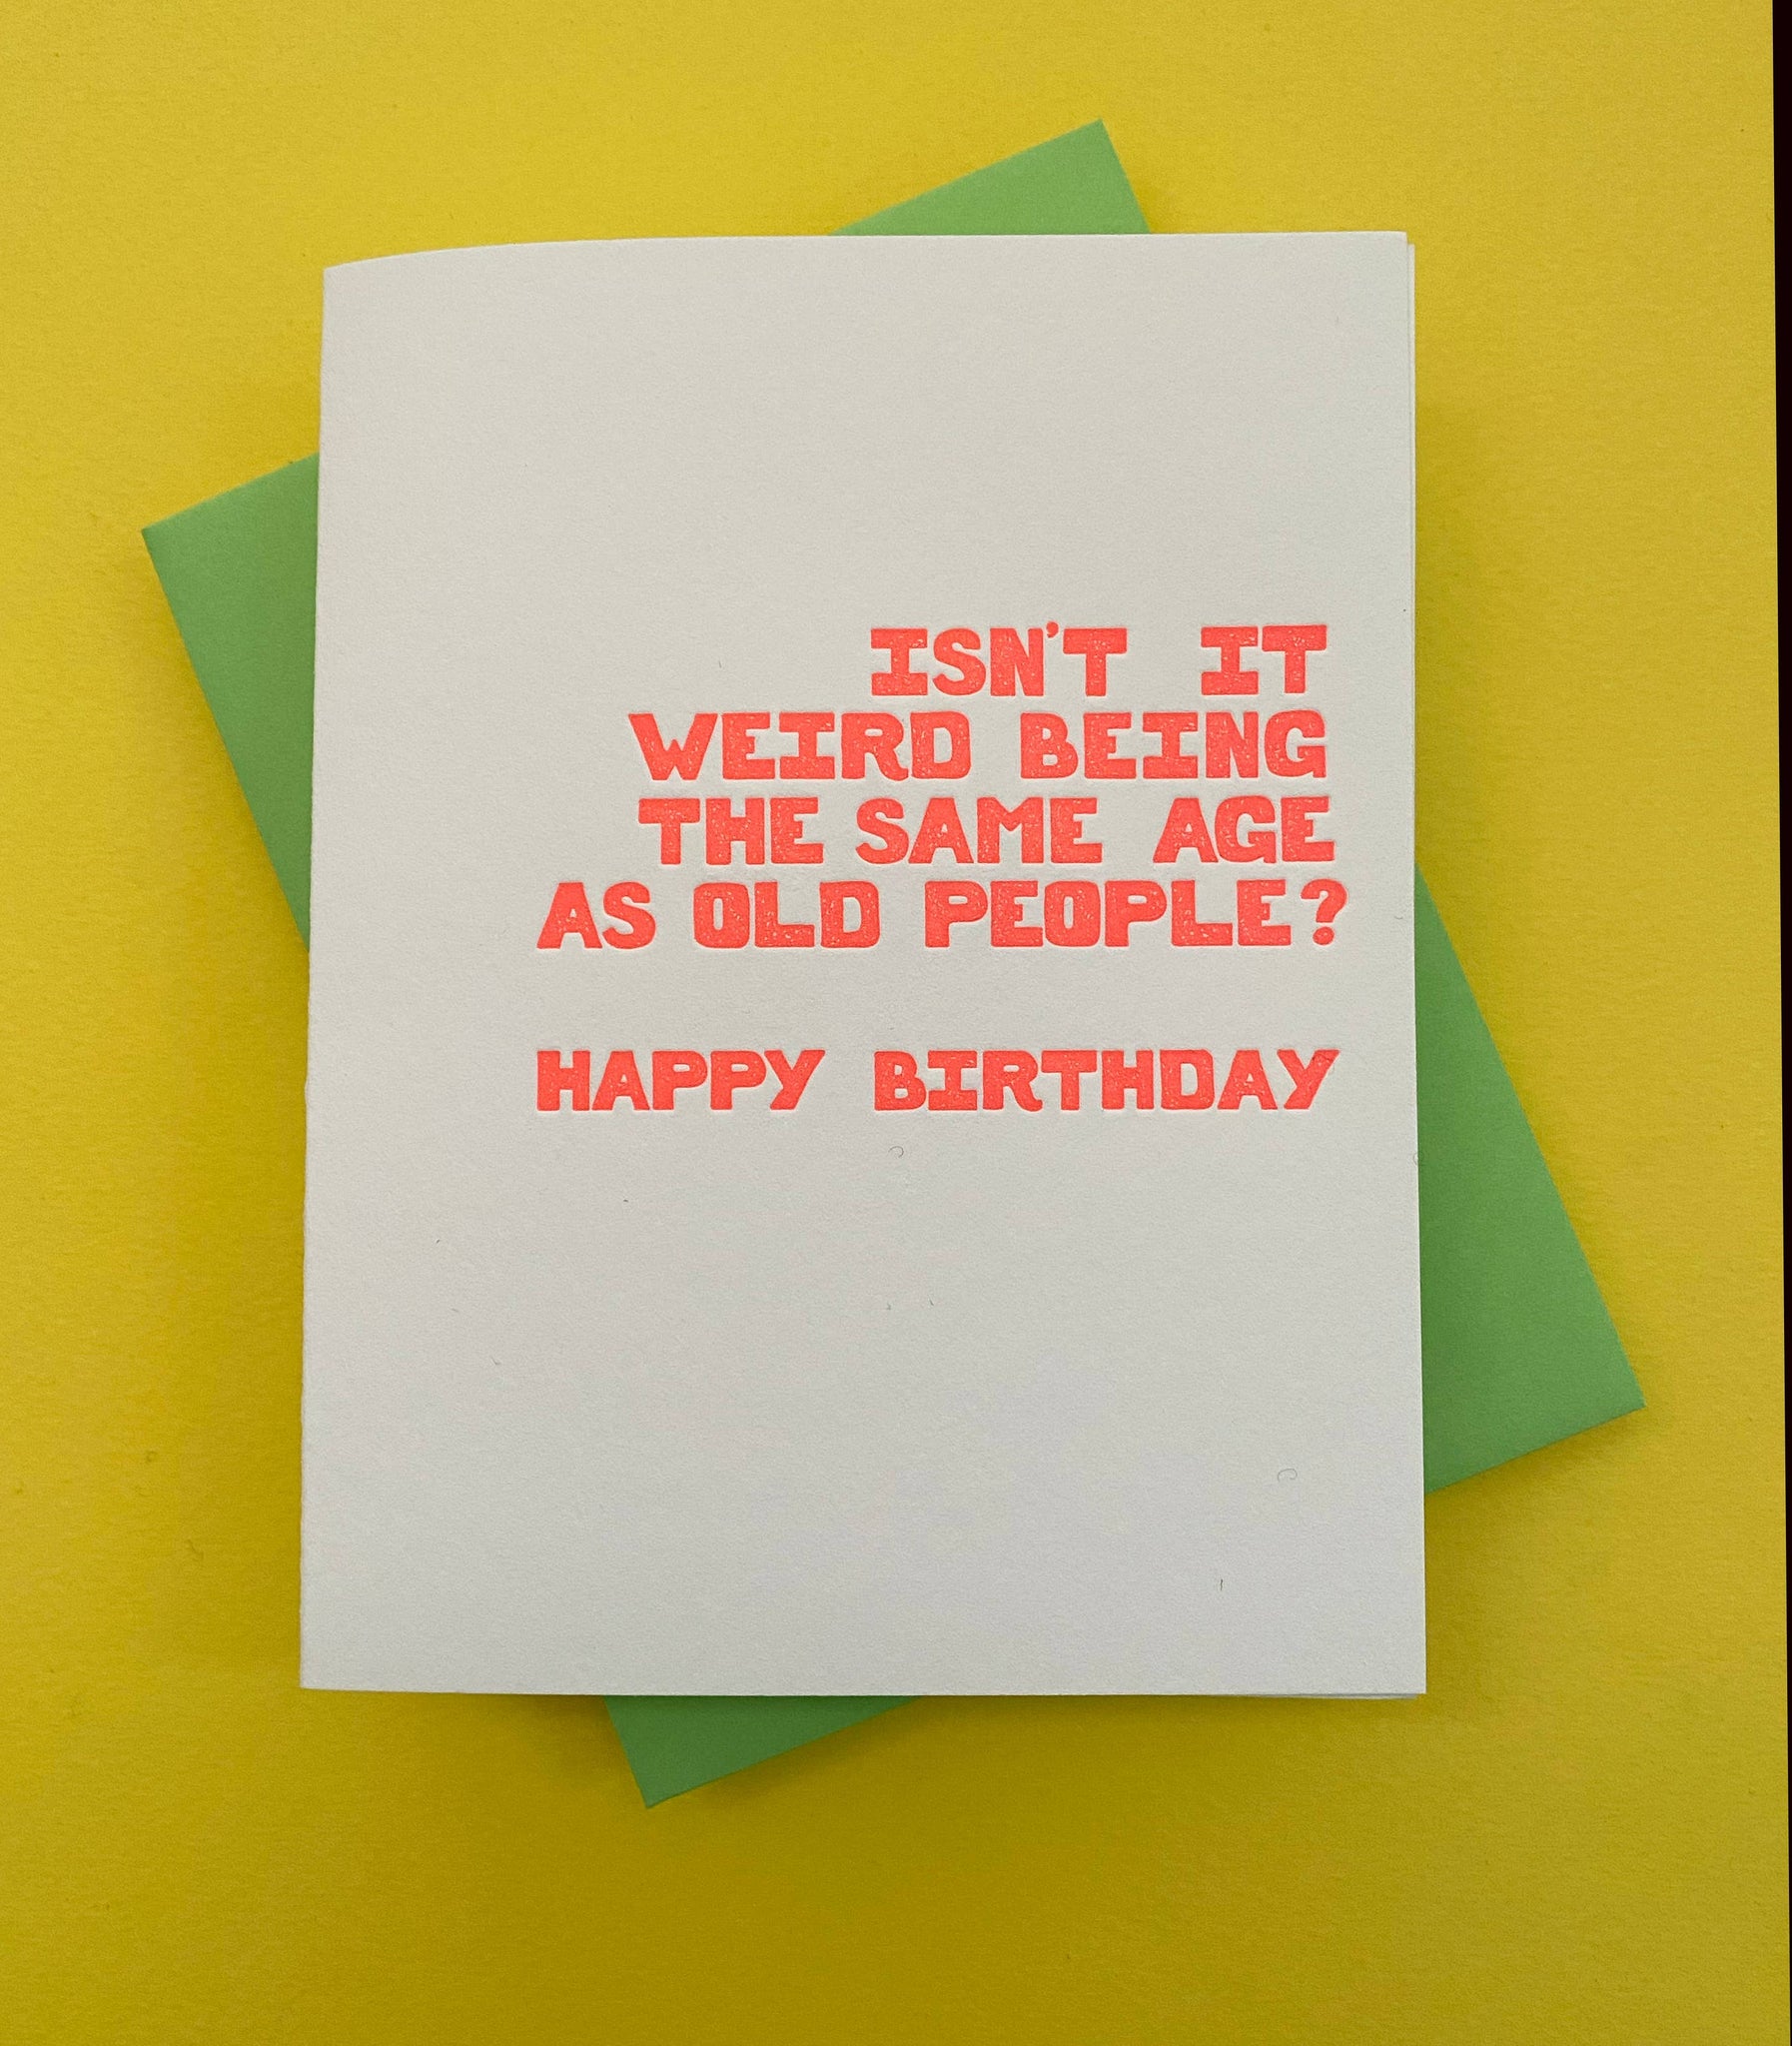 ISN'T IT
WEIRD BEING
THE SAME AGE
AS OLD PEOPLE?
HAPPY BIRTHDAY